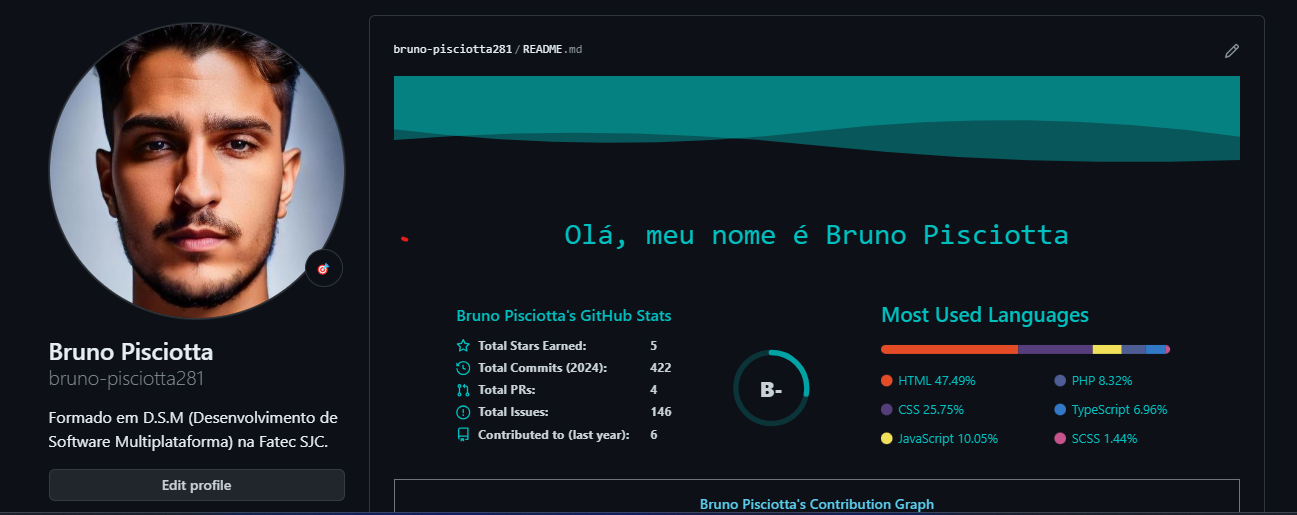 bruno-pisciotta281/README.md
Olá, meu nome é Bruno Pisciotta
Bruno Pisciotta
bruno-pisciotta281
Formado em D.S.M (Desenvolvimento de
Software Multiplataforma) na Fatec SJC.
Edit profile
Bruno Pisciotta's GitHub Stats
Total Stars Earned: 5
Total Commits (2024): 422
Total PRs: 4
Total Issues: 146
Contributed to (last year): 6
B-
Most Used Languages
HTML 47.49%
PHP 8.32%
CSS 25.75%
TypeScript 6.96%
JavaScript 10.05%
SCSS 1.44%
Bruno Pisciotta's Contribution Graph